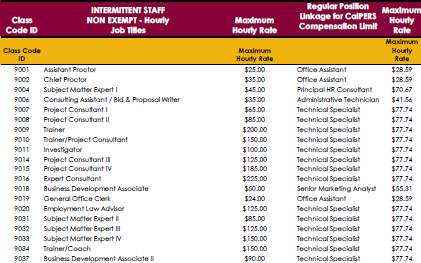 Class Code ID INTERMITTENT STAFF NON EXEMPT - Hourly Job Titles Maximum Hourly Rate Regular Position Linkage for CalPERS Compensation Limit Maximum Hourly Rate
Class Code ID Maximum Hourly Rate Maximum Hourly Rate
9001 Assistant Proctor $25.00 Office Assistant $28.59
9002 Chief Proctor $35.00 Office Assistant $28.59
9004 Subject Matter Expert I $45.00 Principal HR Consultant $70.67
9006 Consulting Assistant / Bid & Proposal Writer $35.00 Administrative Technician $41.56
9007 Project Consultant I $65.00 Technical Specialist $77.74
9008 Project Consultant II $85.00 Technical Specialist $77.74
9009 Trainer $200.00 Technical Specialist $77.74
9010 Trainer/Project Consultant $150.00 Technical Specialist $77.74
9011 Investigator $100.00 Technical Specialist $77.74
9014 Project Consultant III $125.00 Technical Specialist $77.74
9015 Project Consultant IV $185.00 Technical Specialist $77.74
9016 Expert Consultant $225.00 Technical Specialist $77.74
9018 Business Development Associate $50.00 Senior Marketing Analyst $55.31
9019 General Office Clerk $24.00 Office Assistant $28.59
9020 Employment Law Advisor $125.00 Technical Specialist $77.74
9031 Subject Matter Expert II $85.00 Technical Specialist $77.74
9032 Subject Matter Expert III $125.00 Technical Specialist $77.74
9033 Subject Matter Expert IV $150.00 Technical Specialist $77.74
9034 Trainer/Coach $150.00 Technical Specialist $77.74
9037 Business Development Associate II $90.00 Technical Specialist $77.74